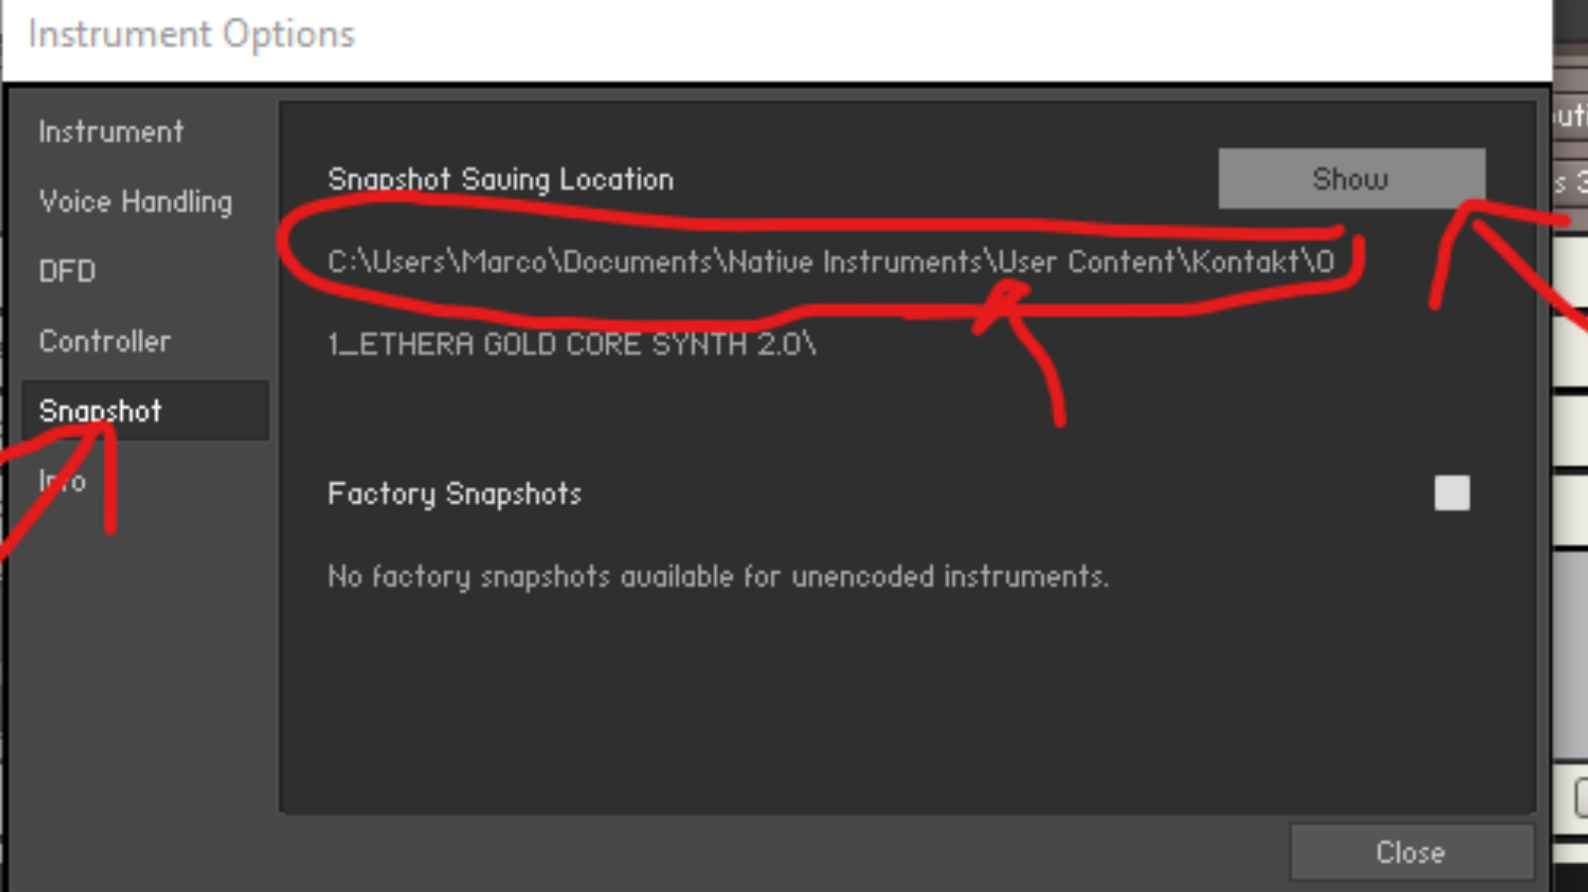 Instrument Options
Instrument
Voice Handling
DFD
Controller
Snapshot
Info
Snapshot Saving Location
Show
C:\Users\Marco\Documents\Native Instruments\User Content\Kontakt\0
1_ETHERA GOLD CORE SYNTH 2.0\
Factory Snapshots
No factory snapshots available for unencoded instruments.
Close